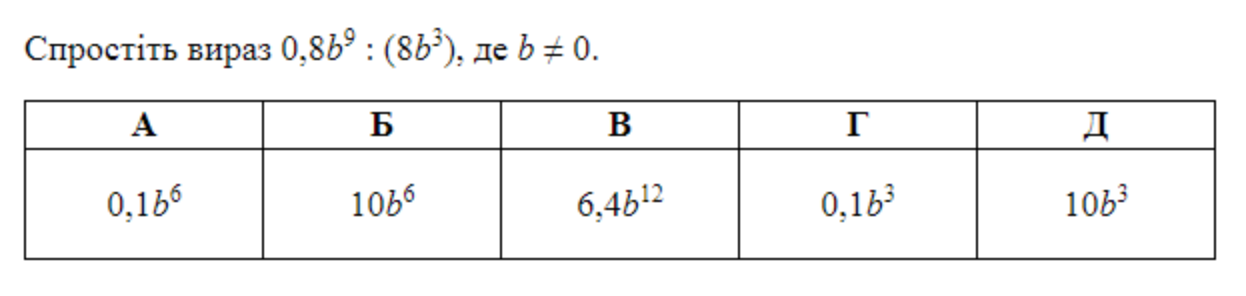 Спростіть вираз 0,8b⁹ : (8b³), де b ≠ 0.
А Б В Г Д
0,1b⁶ 10b⁶ 6,4b¹² 0,1b³ 10b³